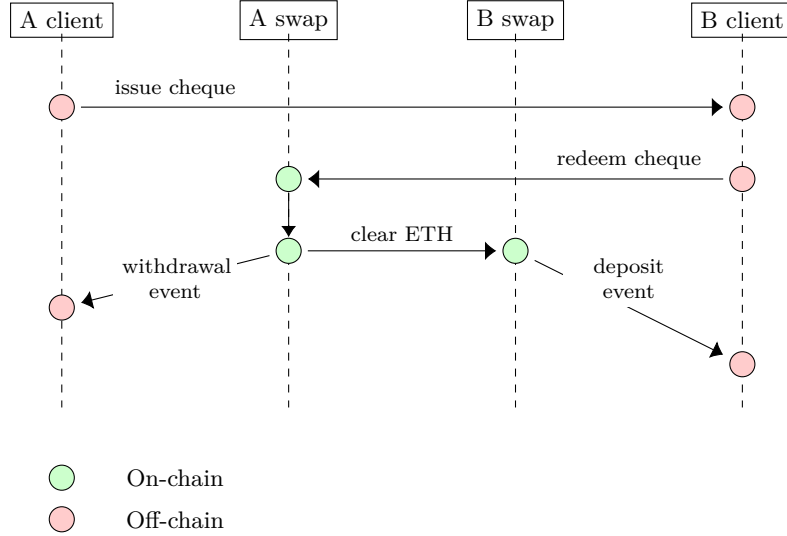 A client
A swap
B swap
B client
issue cheque
redeem cheque
clear ETH
withdrawal
event
deposit
event
On-chain
Off-chain